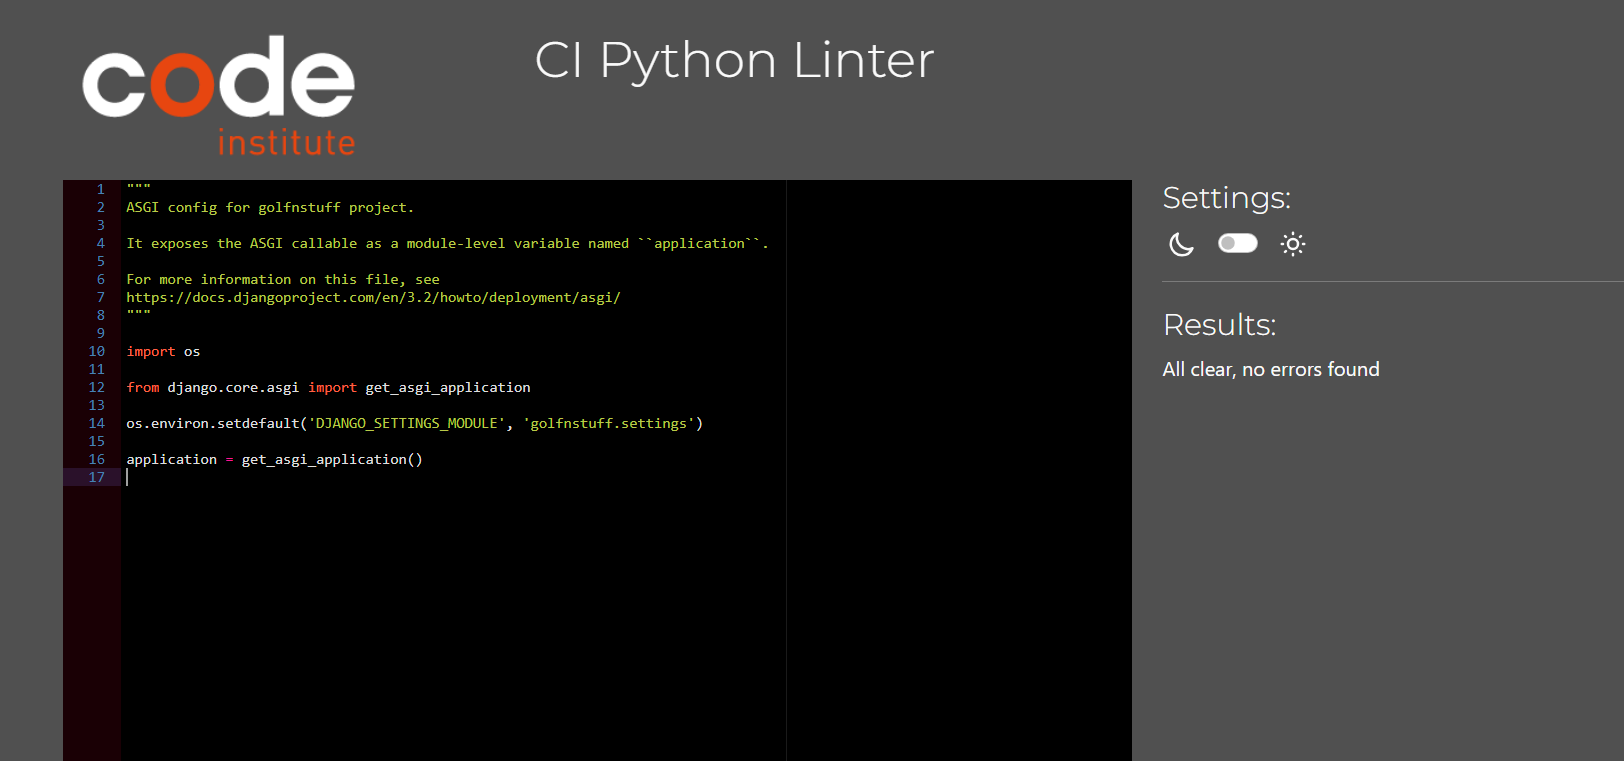 code
institute
CI Python Linter
1 """
2 ASGI config for golfnstuff project.
3
4 It exposes the ASGI callable as a module-level variable named ``application``.
5
6 For more information on this file, see
7 https://docs.djangoproject.com/en/3.2/howto/deployment/asgi/
8 """
9
10 import os
11
12 from django.core.asgi import get_asgi_application
13
14 os.environ.setdefault('DJANGO_SETTINGS_MODULE', 'golfnstuff.settings')
15
16 application = get_asgi_application()
17
Settings:
Results:
All clear, no errors found